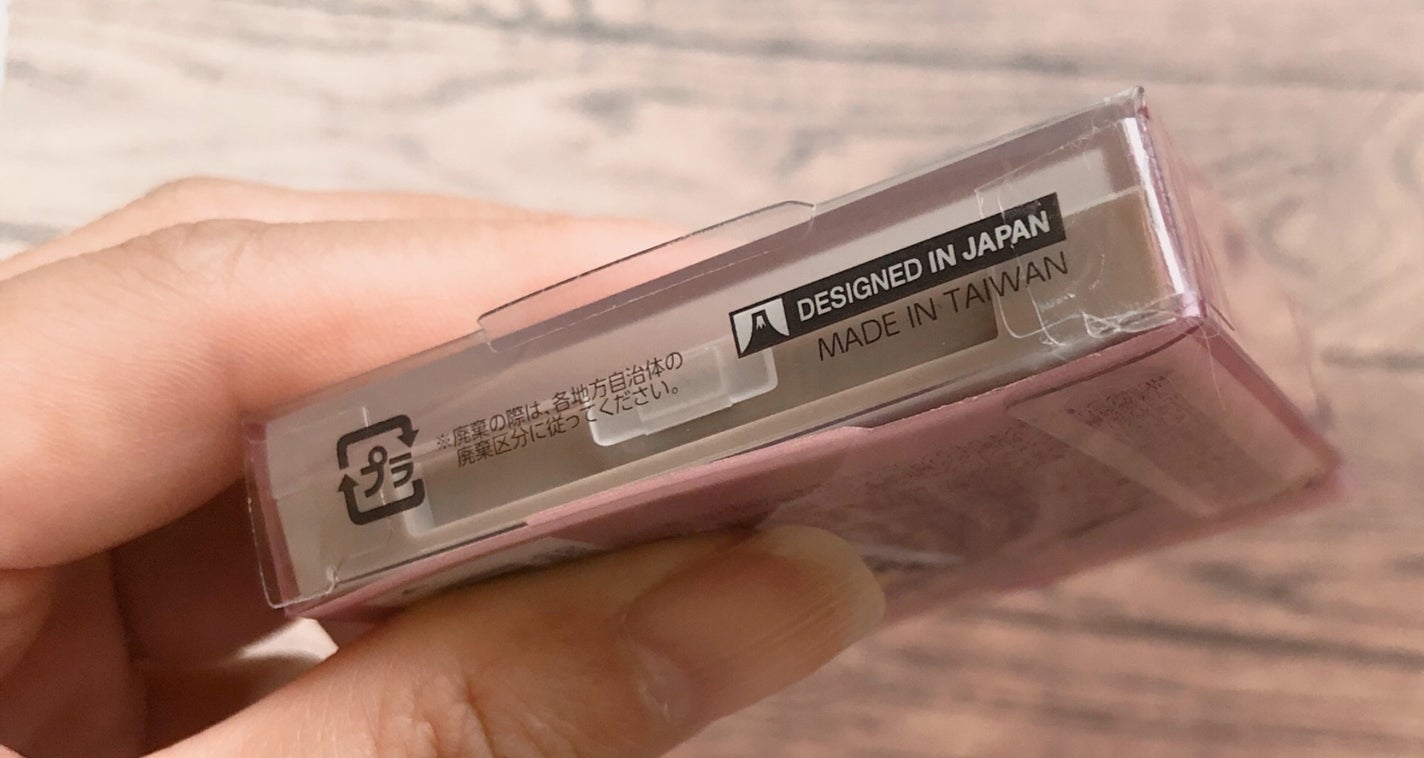 プラ
※廃棄の際は、各地方自治体の
廃棄区分に従ってください。
DESIGNED IN JAPAN
MADE IN TAIWAN